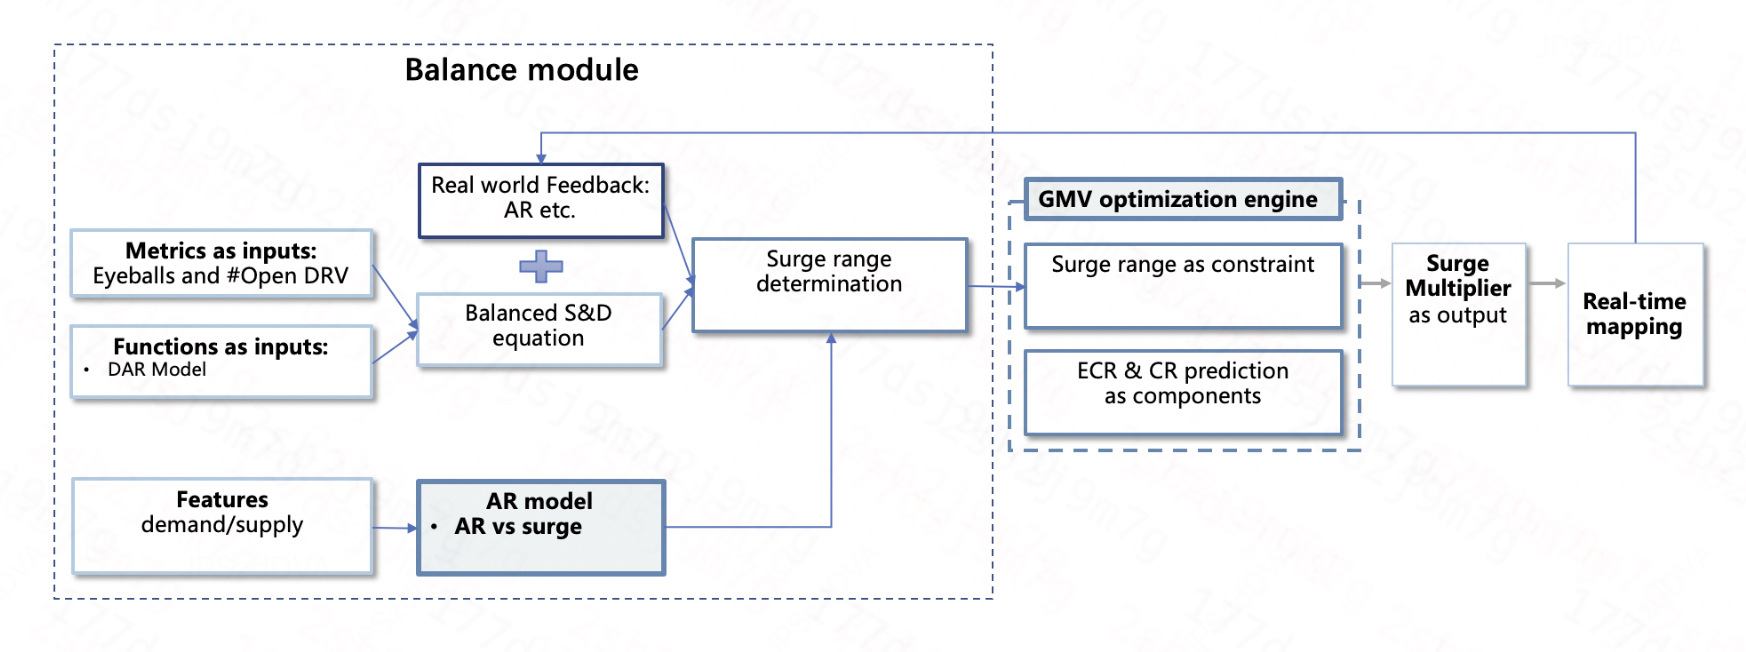 Balance module
Real world Feedback:
AR etc.
Metrics as inputs:
Eyeballs and #Open DRV
Functions as inputs:
• DAR Model
Balanced S&D
equation
Surge range
determination
Features
demand/supply
AR model
• AR vs surge
GMV optimization engine
Surge range as constraint
ECR & CR prediction
as components
Surge
Multiplier
as output
Real-time
mapping